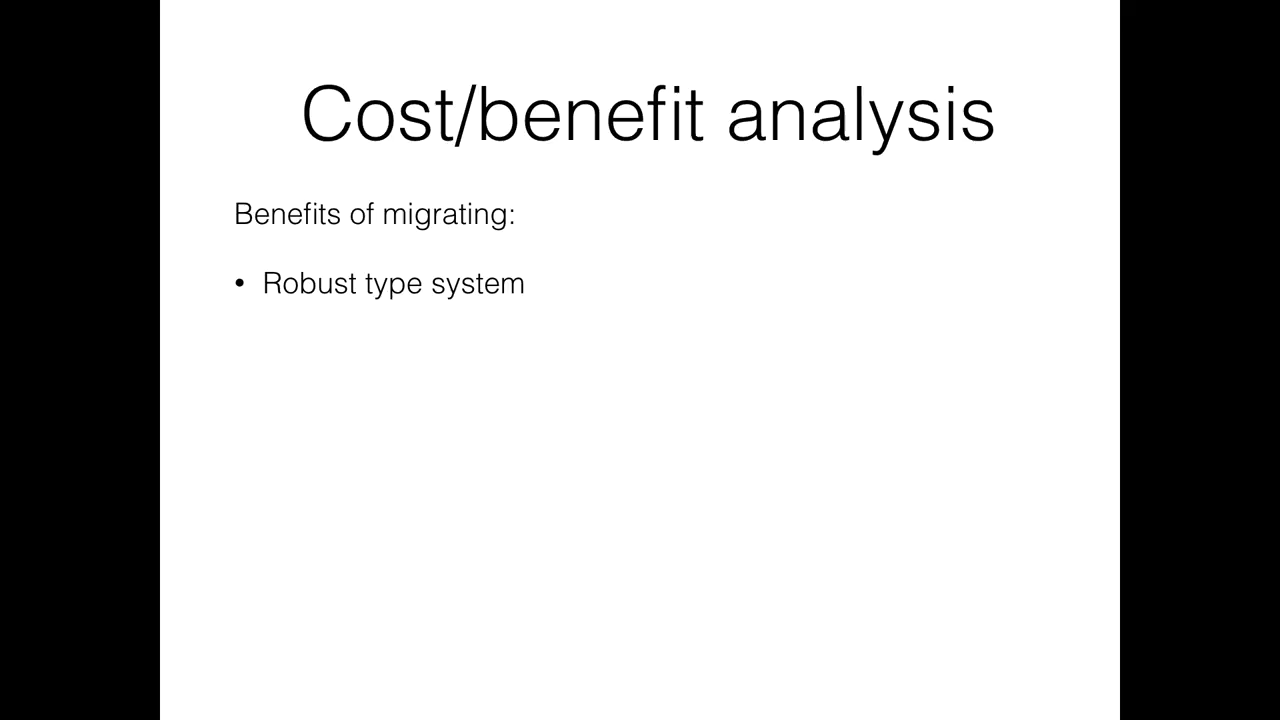 Cost/benefit analysis
Benefits of migrating:
• Robust type system